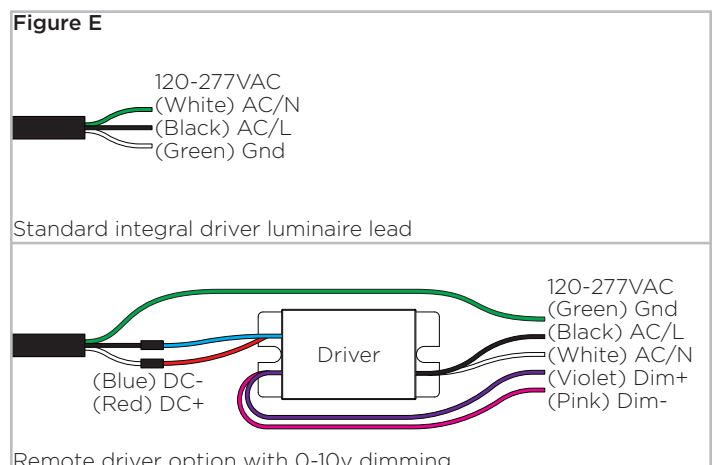 Figure E
120-277VAC
(White) AC/N
(Black) AC/L
(Green) Gnd
Standard integral driver luminaire lead
120-277VAC
(Green) Gnd
(Black) AC/L
(White) AC/N
(Violet) Dim+
(Pink) Dim-
Driver
(Blue) DC-
(Red) DC+
Remote driver option with 0-10v dimming